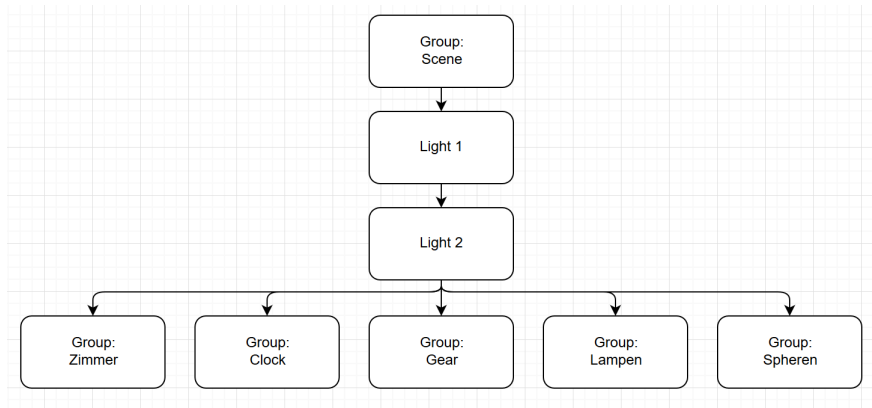 Group:
Scene
Light 1
Light 2
Group:
Zimmer
Group:
Clock
Group:
Gear
Group:
Lampen
Group:
Spheren